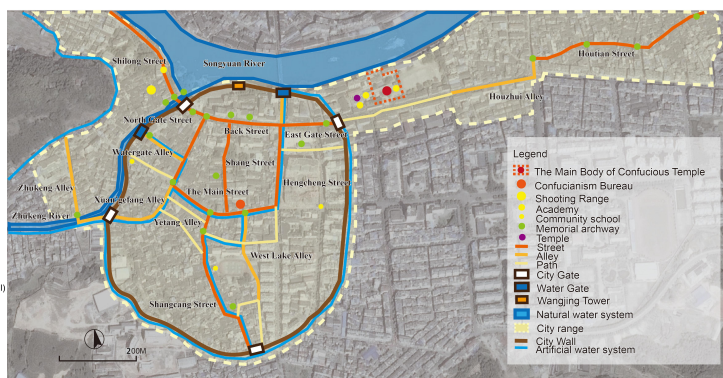 Shilong Street
Songyuan River
Houtian Street
Houzhui Alley
North Gate Street
Back Street
East Gate Street
Watergate Alley
Shang Street
Hengcheng Street
Zhukeng Alley
The Main Street
Xuangefang Alley
Zhukeng River
Yetang Alley
West Lake Alley
Shangcang Street
l)
200M
Legend
The Main Body of Confucious Temple
Confucianism Bureau
Shooting Range
Academy
Community school
Memorial archway
Temple
Street
Alley
Path
City Gate
Water Gate
Wangjing Tower
Natural water system
City range
City Wall
Artificial water system